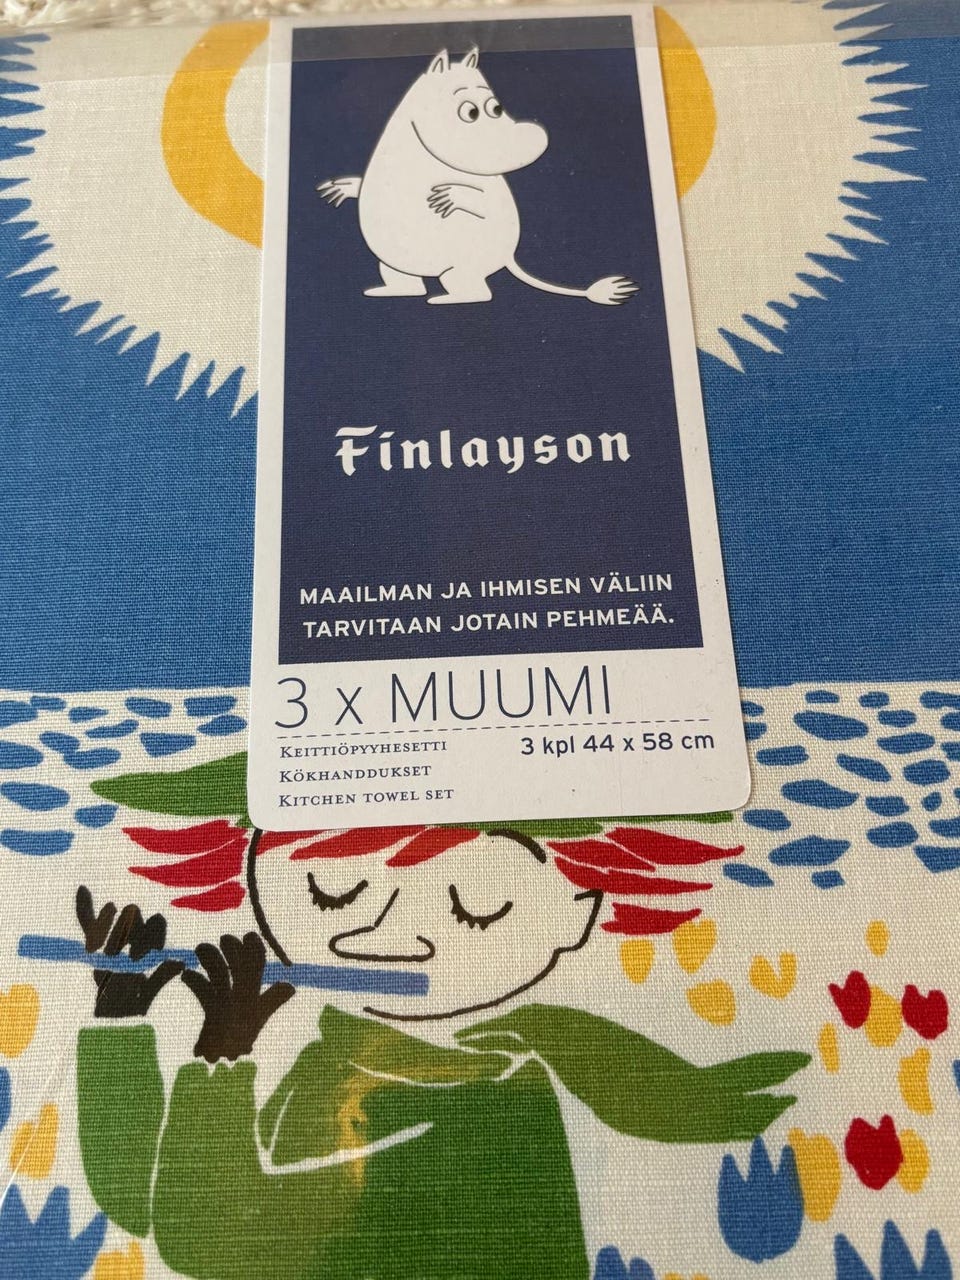 Finlayson
MAAILMAN JA IHMISEN VÄLIIN
TARVITAAN JOTAIN PEHMEÄÄ.
3 x MUUMI
KEITTIÖPYYHESETTI
3 kpl 44 x 58 cm
KÖKHANDDUKSET
KITCHEN TOWEL SET